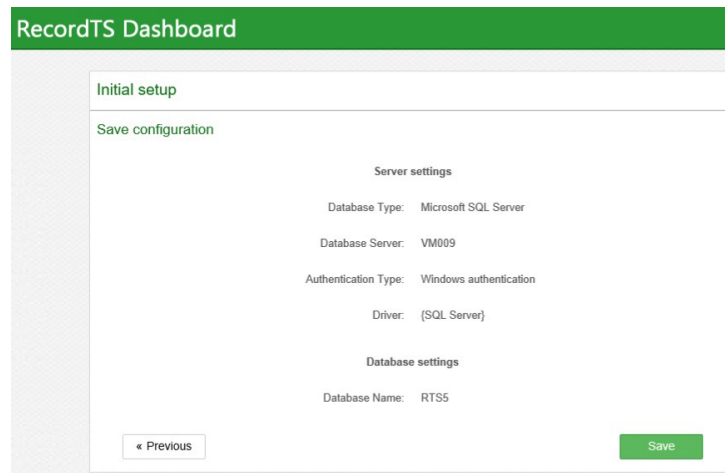 RecordTS Dashboard
Initial setup
Save configuration
Server settings
Database Type: Microsoft SQL Server
Database Server: VM009
Authentication Type: Windows authentication
Driver: {SQL Server}
Database settings
Database Name: RTS5
« Previous Save